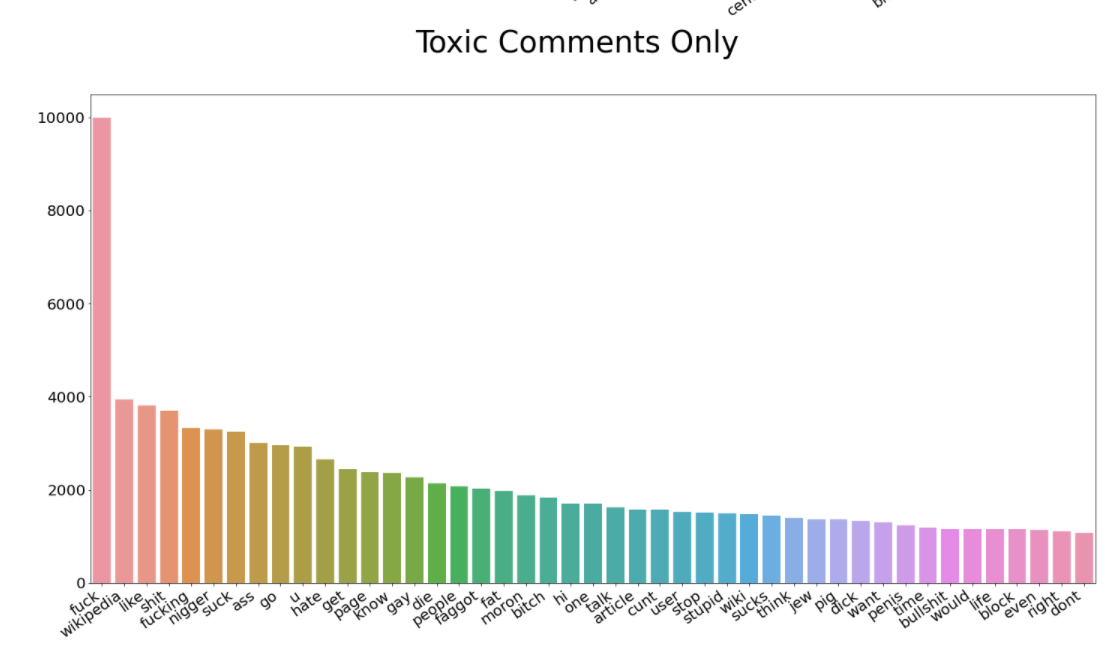 cen
Toxic Comments Only
10000
8000
6000
4000
2000
0
fuck
wikipedia
like
shit
fucking
nigger
suck
ass
go
u
hate
get
page
know
gay
die
people
faggot
fat
moron
bitch
hi
one
talk
article
cunt
user
stop
stupid
wiki
sucks
think
jew
pig
dick
want
penis
time
bullshit
would
life
block
even
right
dont